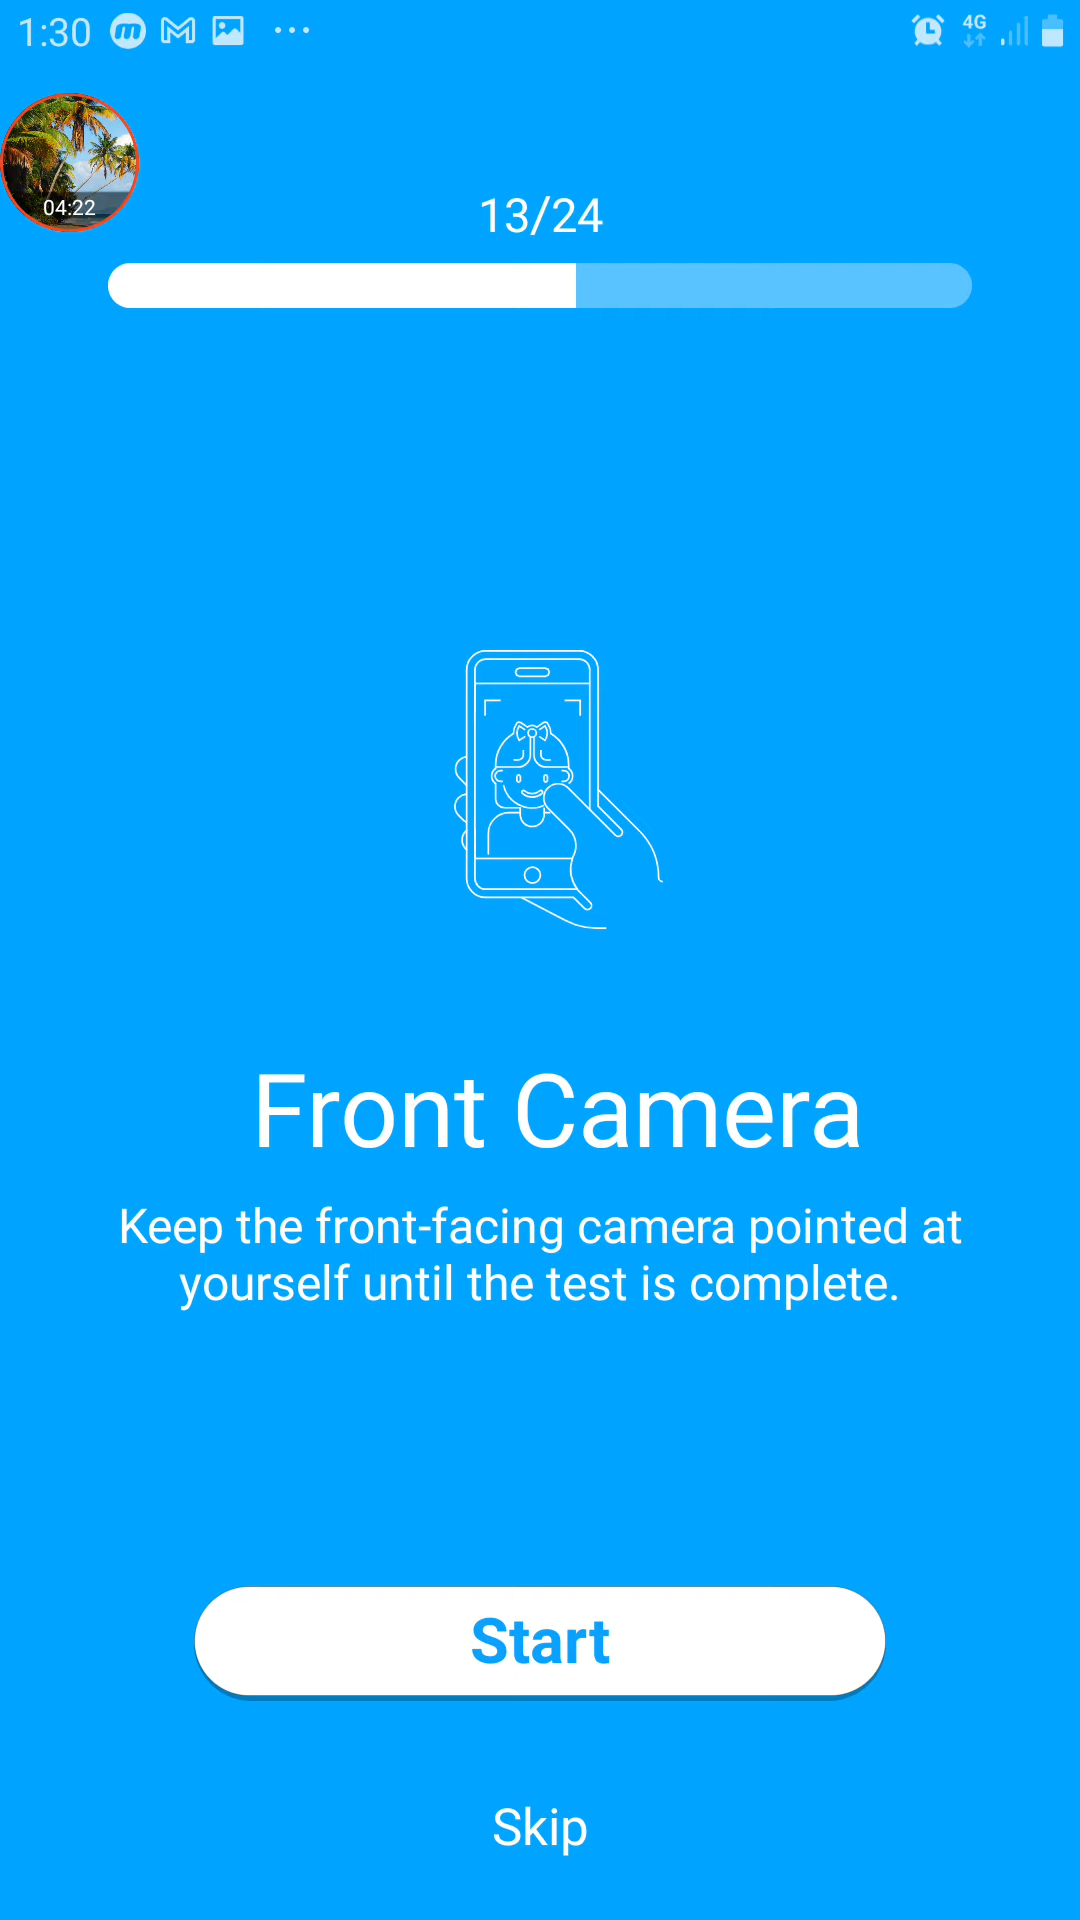 1:30
4G
04:22
13/24
Front Camera
Keep the front-facing camera pointed at
yourself until the test is complete.
Start
Skip